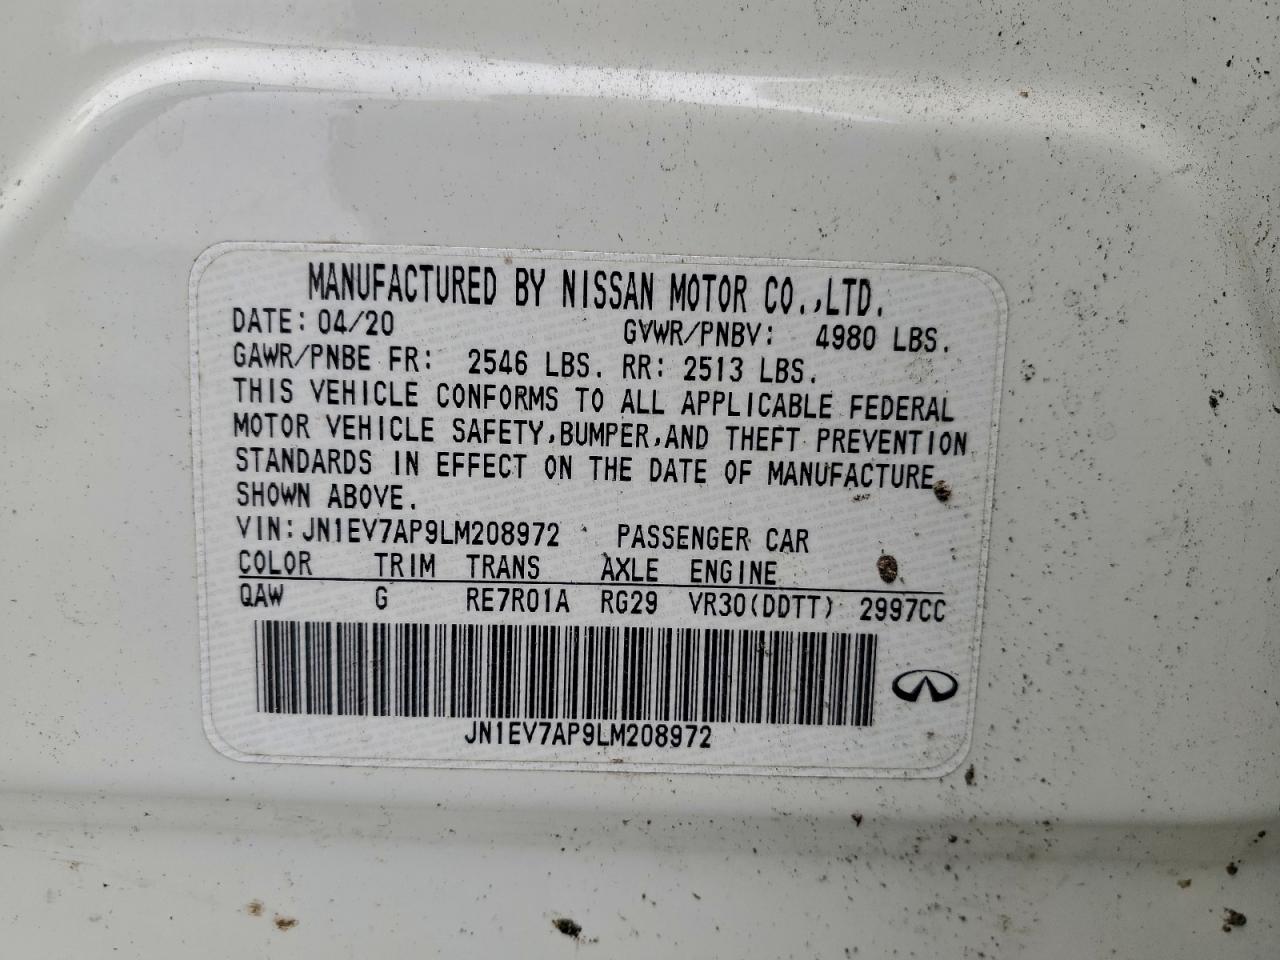 MANUFACTURED BY NISSAN MOTOR CO.,LTD.
DATE: 04/20 GVWR/PNBV: 4980 LBS.
GAWR/PNBE FR: 2546 LBS. RR: 2513 LBS.
THIS VEHICLE CONFORMS TO ALL APPLICABLE FEDERAL
MOTOR VEHICLE SAFETY,BUMPER,AND THEFT PREVENTION
STANDARDS IN EFFECT ON THE DATE OF MANUFACTURE
SHOWN ABOVE.
VIN:JN1EV7AP9LM208972 PASSENGER CAR
COLOR TRIM TRANS AXLE ENGINE
QAW G RE7R01A RG29 VR30(DDTT) 2997CC
JN1EV7AP9LM208972